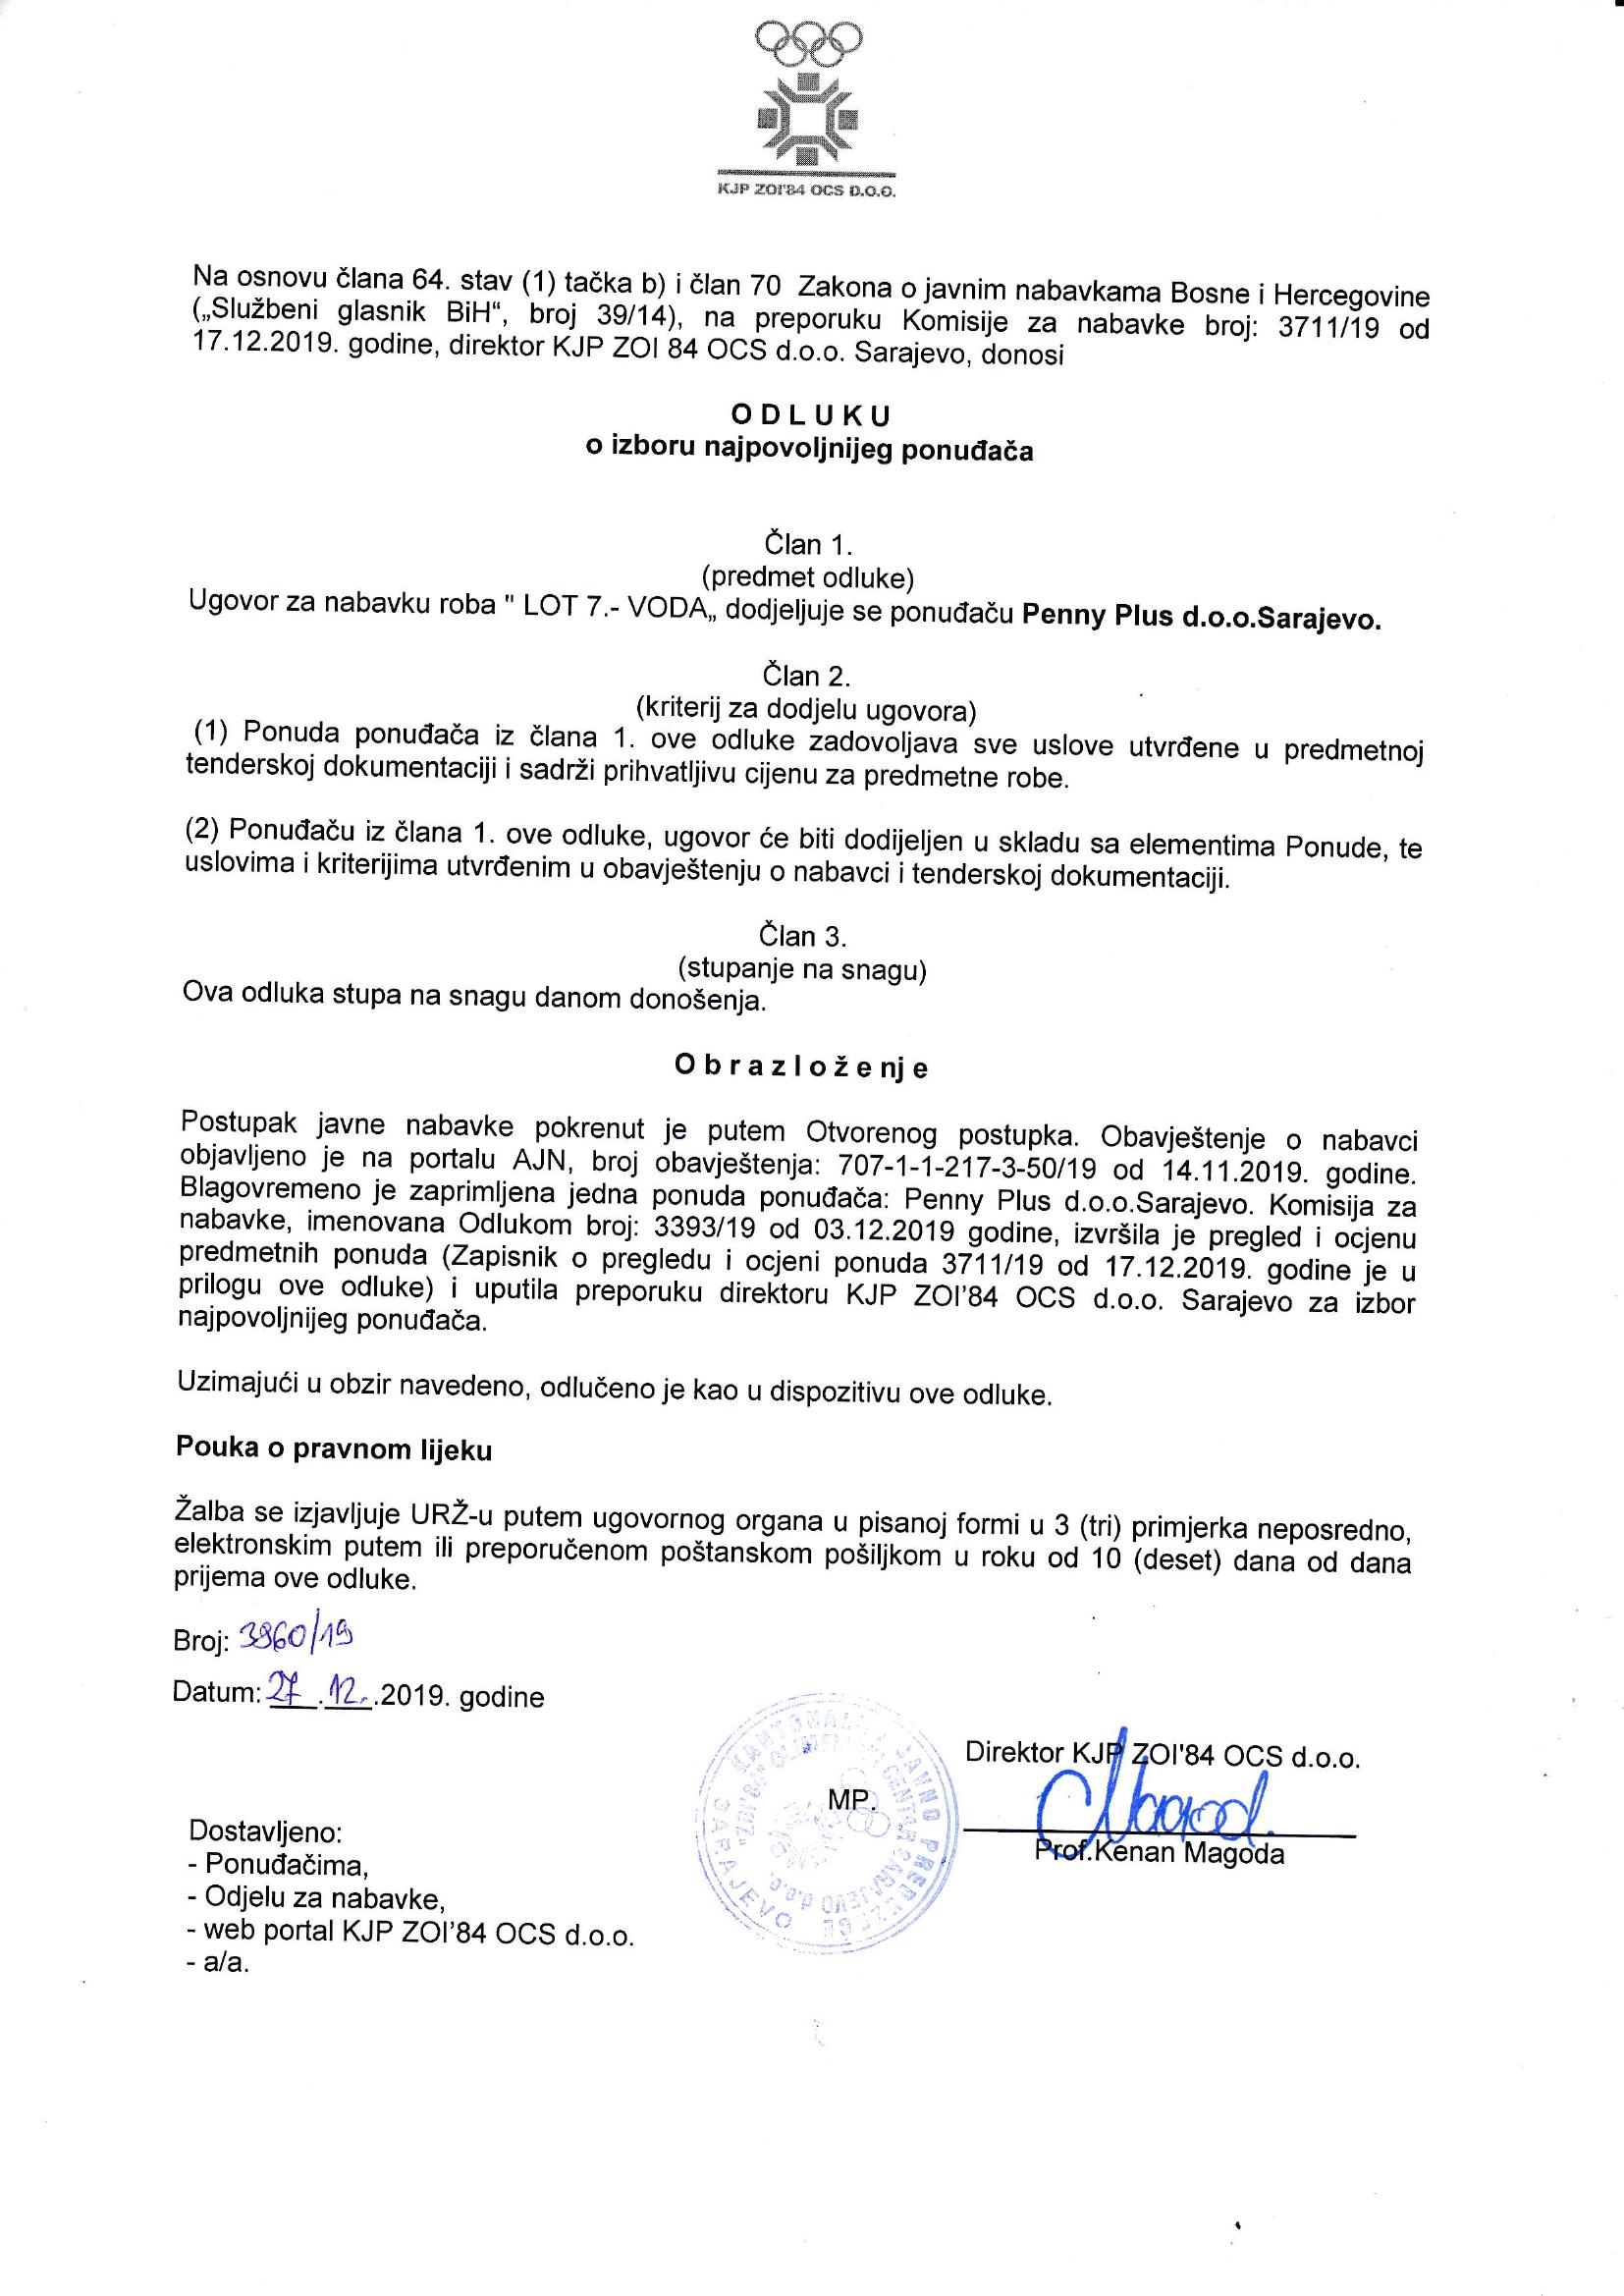 KJP ZOI'84 OCS D.O.O.
Na osnovu člana 64. stav (1) tačka b) i član 70 Zakona o javnim nabavkama Bosne i Hercegovine
(„Službeni glasnik BiH“, broj 39/14), na preporuku Komisije za nabavke broj: 3711/19 od
17.12.2019. godine, direktor KJP ZOI 84 OCS d.o.o. Sarajevo, donosi
O D L U K U
o izboru najpovoljnijeg ponuđača
Član 1.
(predmet odluke)
Ugovor za nabavku roba " LOT 7.- VODA„ dodjeljuje se ponuđaču Penny Plus d.o.o.Sarajevo.
Član 2.
(kriterij za dodjelu ugovora)
(1) Ponuda ponuđača iz člana 1. ove odluke zadovoljava sve uslove utvrđene u predmetnoj
tenderskoj dokumentaciji i sadrži prihvatljivu cijenu za predmetne robe.
(2) Ponuđaču iz člana 1. ove odluke, ugovor će biti dodijeljen u skladu sa elementima Ponude, te
uslovima i kriterijima utvrđenim u obavještenju o nabavci i tenderskoj dokumentaciji.
Član 3.
(stupanje na snagu)
Ova odluka stupa na snagu danom donošenja.
O b r a z l o ž e nj e
Postupak javne nabavke pokrenut je putem Otvorenog postupka. Obavještenje o nabavci
objavljeno je na portalu AJN, broj obavještenja: 707-1-1-217-3-50/19 od 14.11.2019. godine.
Blagovremeno je zaprimljena jedna ponuda ponuđača: Penny Plus d.o.o.Sarajevo. Komisija za
nabavke, imenovana Odlukom broj: 3393/19 od 03.12.2019 godine, izvršila je pregled i ocjenu
predmetnih ponuda (Zapisnik o pregledu i ocjeni ponuda 3711/19 od 17.12.2019. godine je u
prilogu ove odluke) i uputila preporuku direktoru KJP ZOI’84 OCS d.o.o. Sarajevo za izbor
najpovoljnijeg ponuđača.
Uzimajući u obzir navedeno, odlučeno je kao u dispozitivu ove odluke.
Pouka o pravnom lijeku
Žalba se izjavljuje URŽ-u putem ugovornog organa u pisanoj formi u 3 (tri) primjerka neposredno,
elektronskim putem ili preporučenom poštanskom pošiljkom u roku od 10 (deset) dana od dana
prijema ove odluke.
Broj: 3960/19
Datum: 27.12.2019. godine
Direktor KJP ZOI'84 OCS d.o.o.
MP.
Prof.Kenan Magoda
KANTONALNO JAVNO PREDUZEĆE
"ZOI'84" OLIMPIJSKI CENTAR SARAJEVO d.o.o.
SARAJEVO
Dostavljeno:
- Ponuđačima,
- Odjelu za nabavke,
- web portal KJP ZOI’84 OCS d.o.o.
- a/a.